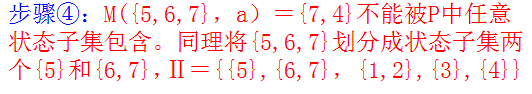 步骤④：M({5,6,7}，a）＝{7,4}不能被P中任意
状态子集包含。同理将{5,6,7}划分成状态子集两
个{5}和{6,7}，Π＝{{5},{6,7}，{1,2},{3},{4}}